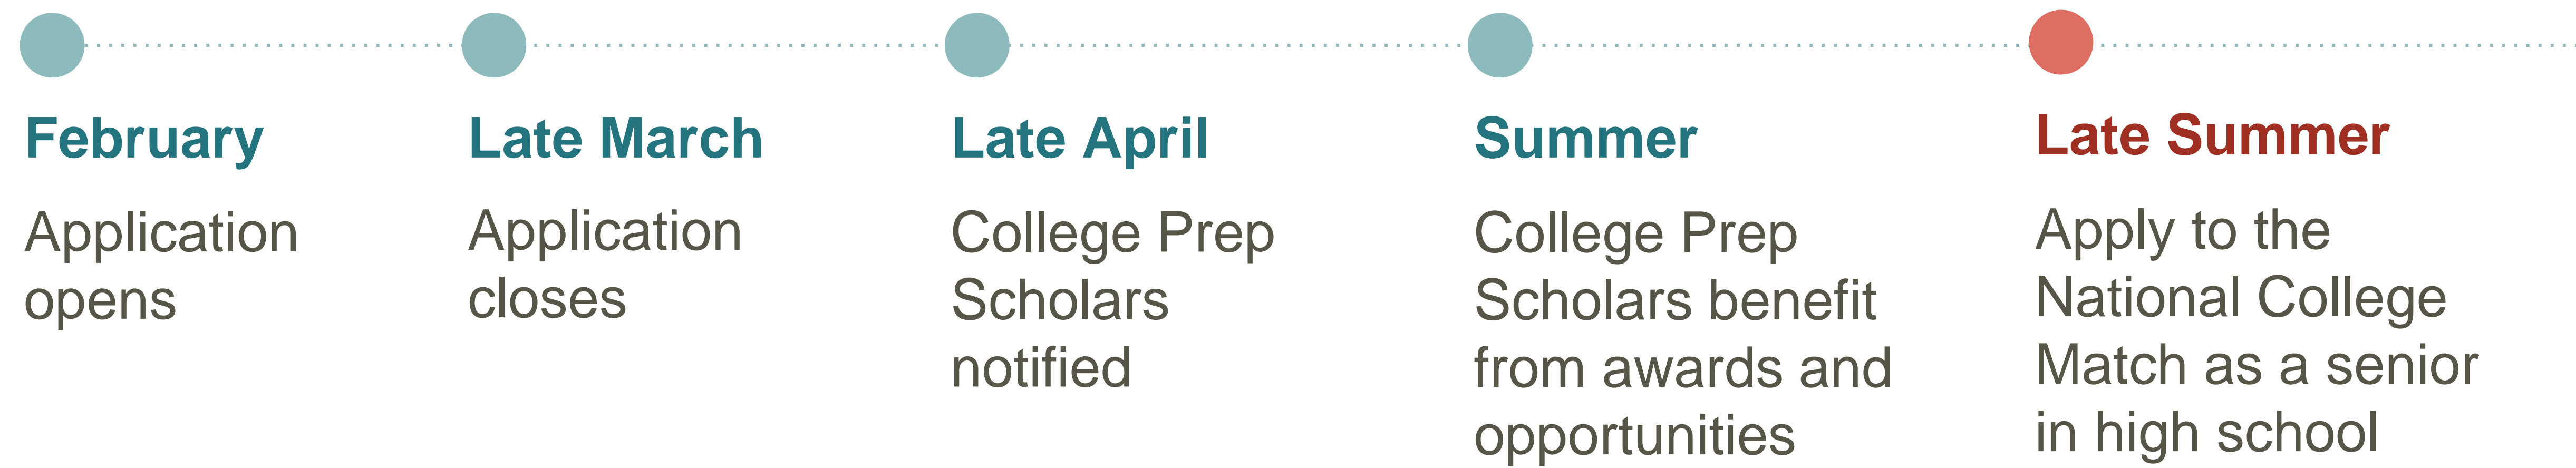 February
Application
opens
Late March
Application
closes
Late April
College Prep
Scholars
notified
Summer
College Prep
Scholars benefit
from awards and
opportunities
Late Summer
Apply to the
National College
Match as a senior
in high school